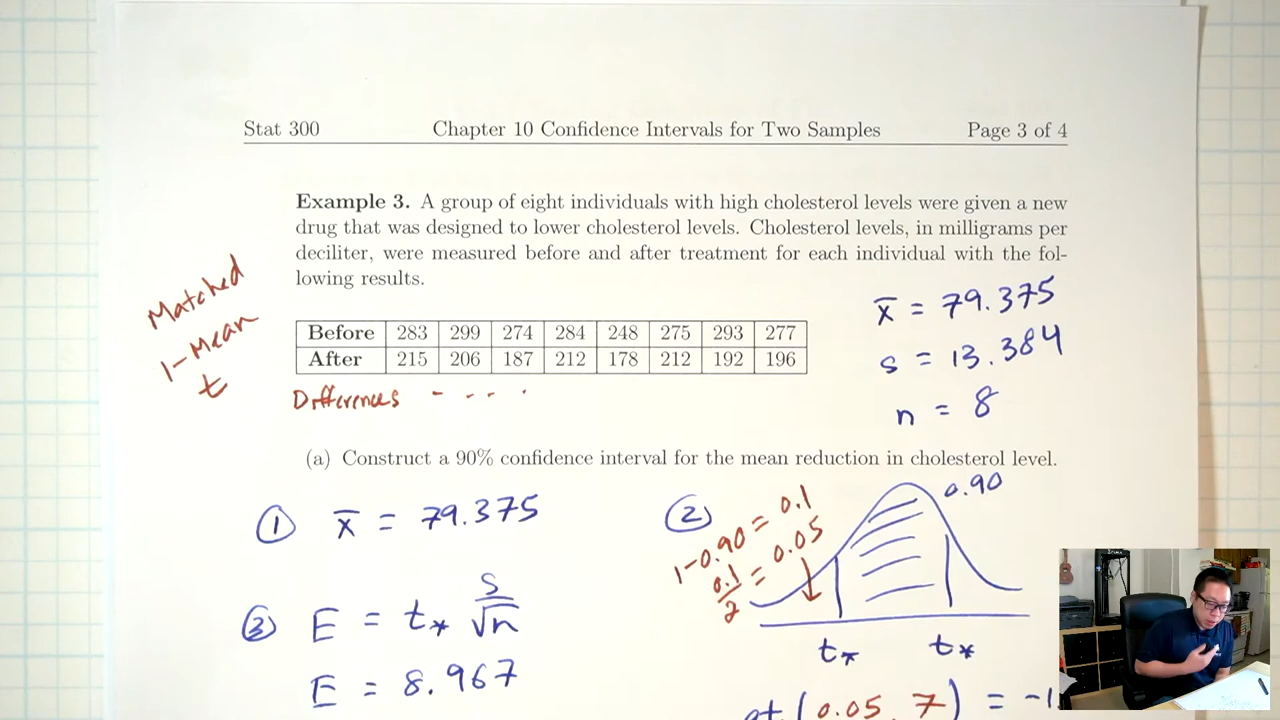 Stat 300 Chapter 10 Confidence Intervals for Two Samples Page 3 of 4
Example 3. A group of eight individuals with high cholesterol levels were given a new
drug that was designed to lower cholesterol levels. Cholesterol levels, in milligrams per
deciliter, were measured before and after treatment for each individual with the fol-
lowing results.
Matched
1-Mean
t
Before 283 299 274 284 248 275 293 277
After 215 206 187 212 178 212 192 196
Differences - - - .
x̄ = 79.375
s = 13.384
n = 8
(a) Construct a 90% confidence interval for the mean reduction in cholesterol level.
① x̄ = 79.375
② 0.90
1-0.90 = 0.1
0.1/2 = 0.05
t* t*
③ E = t* s/√n
E = 8.967
qt(0.05, 7) = -1.